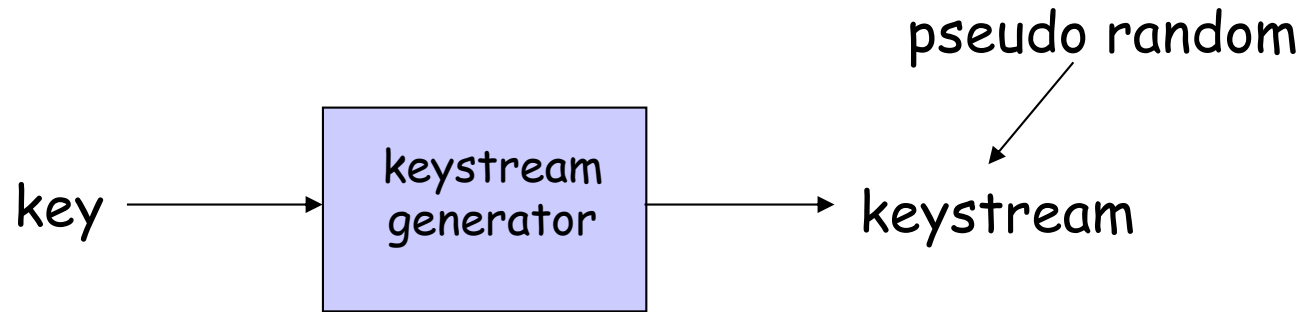 pseudo random
key
keystream
generator
keystream